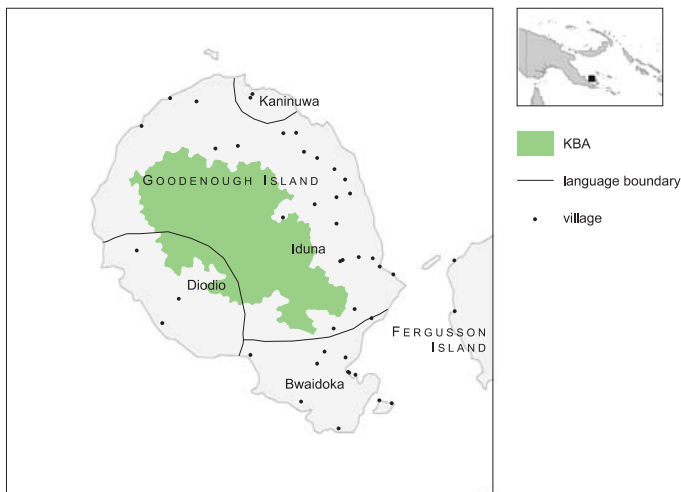 Kaninuwa
GOODENOUGH ISLAND
Iduna
Diodio
FERGUSSON
ISLAND
Bwaidoka
KBA
language boundary
village